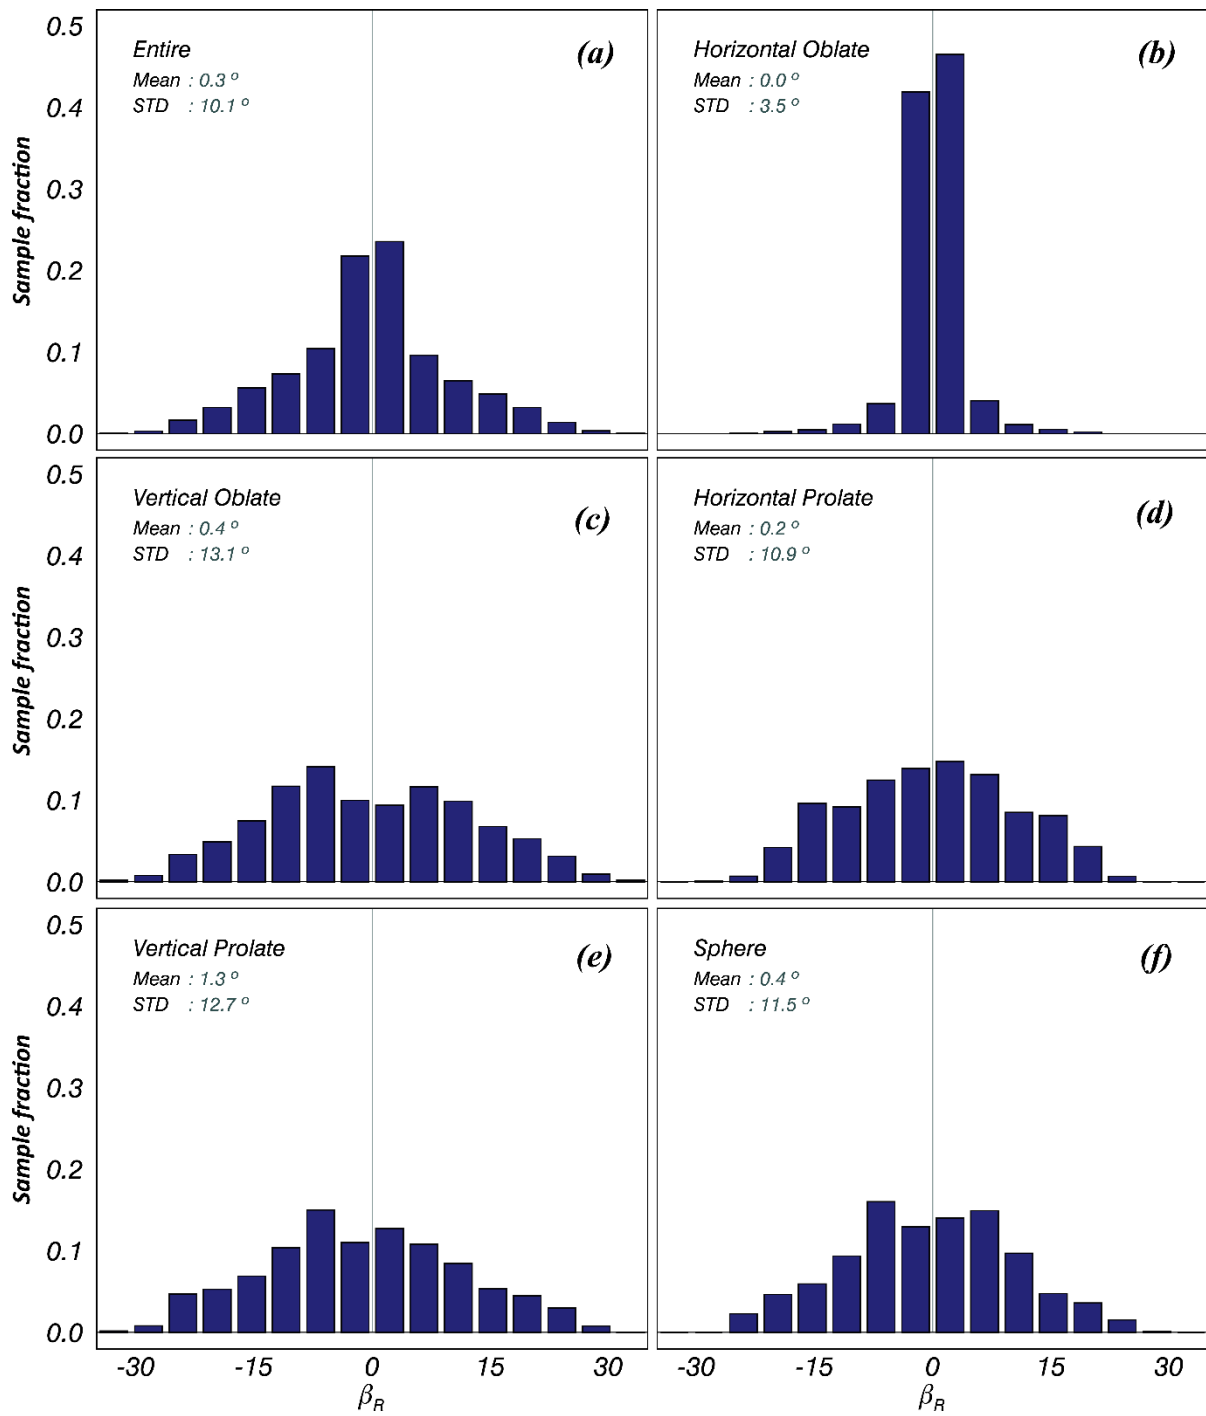 0.5
Entire
(a)
Mean : 0.3 °
STD : 10.1 °
0.4
0.3
0.2
0.1
0.0
Sample fraction
Horizontal Oblate
(b)
Mean : 0.0 °
STD : 3.5 °
0.5
Vertical Oblate
(c)
Mean : 0.4 °
STD : 13.1 °
0.4
0.3
0.2
0.1
0.0
Sample fraction
Horizontal Prolate
(d)
Mean : 0.2 °
STD : 10.9 °
0.5
Vertical Prolate
(e)
Mean : 1.3 °
STD : 12.7 °
0.4
0.3
0.2
0.1
0.0
Sample fraction
-30 -15 0 15 30
βR
Sphere
(f)
Mean : 0.4 °
STD : 11.5 °
-30 -15 0 15 30
βR